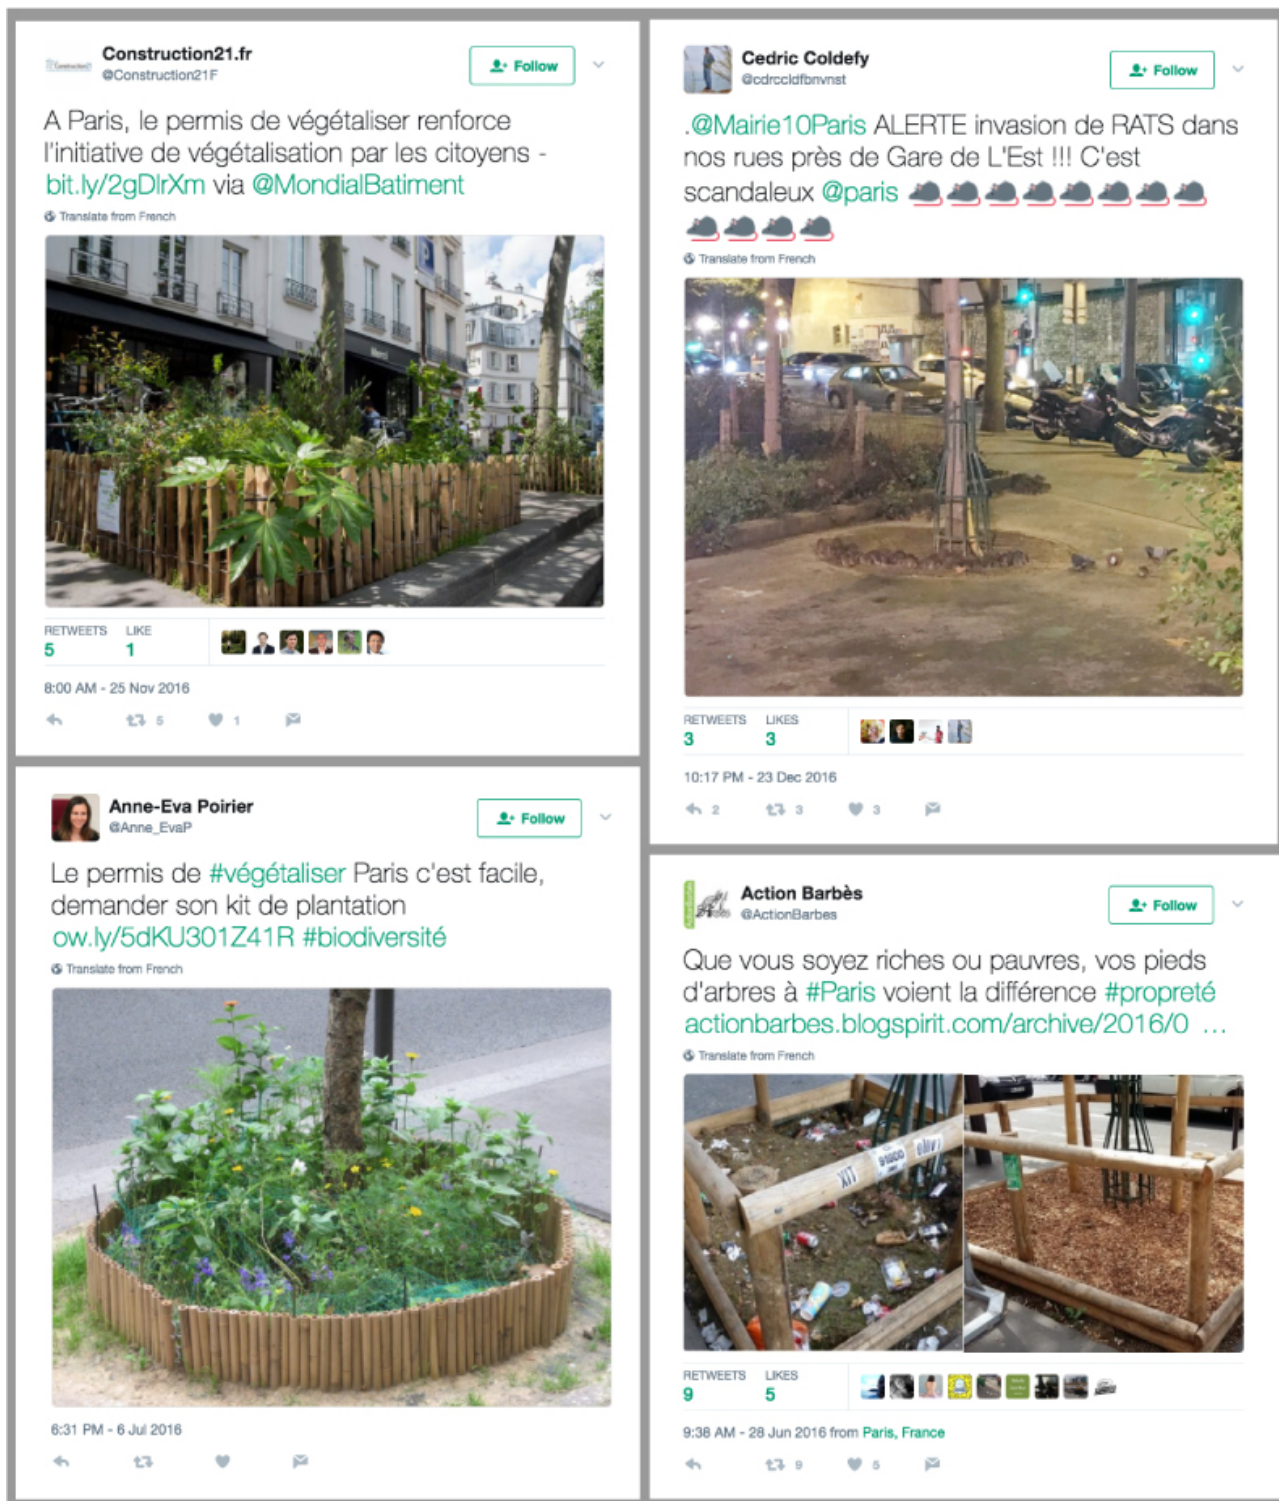 Construction21.fr
@Construction21F
Follow
A Paris, le permis de végétaliser renforce
l'initiative de végétalisation par les citoyens -
bit.ly/2gDlrXm via @MondialBatiment
Translate from French
Merci
P
RETWEETS LIKE
5 1
8:00 AM - 25 Nov 2016
5 1
Cedric Coldefy
@cdrccldfbnvnst
Follow
.@Mairie10Paris ALERTE invasion de RATS dans
nos rues près de Gare de L'Est !!! C'est
scandaleux @paris
Translate from French
RETWEETS LIKES
3 3
10:17 PM - 23 Dec 2016
2 3 3
Anne-Eva Poirier
@Anne_EvaP
Follow
Le permis de #végétaliser Paris c'est facile,
demander son kit de plantation
ow.ly/5dKU301Z41R #biodiversité
Translate from French
6:31 PM - 6 Jul 2016
Action Barbès
@ActionBarbes
Follow
Que vous soyez riches ou pauvres, vos pieds
d'arbres à #Paris voient la différence #propreté
actionbarbes.blogspirit.com/archive/2016/0 ...
Translate from French
RETWEETS LIKES
9 5
9:38 AM - 28 Jun 2016 from Paris, France
9 5